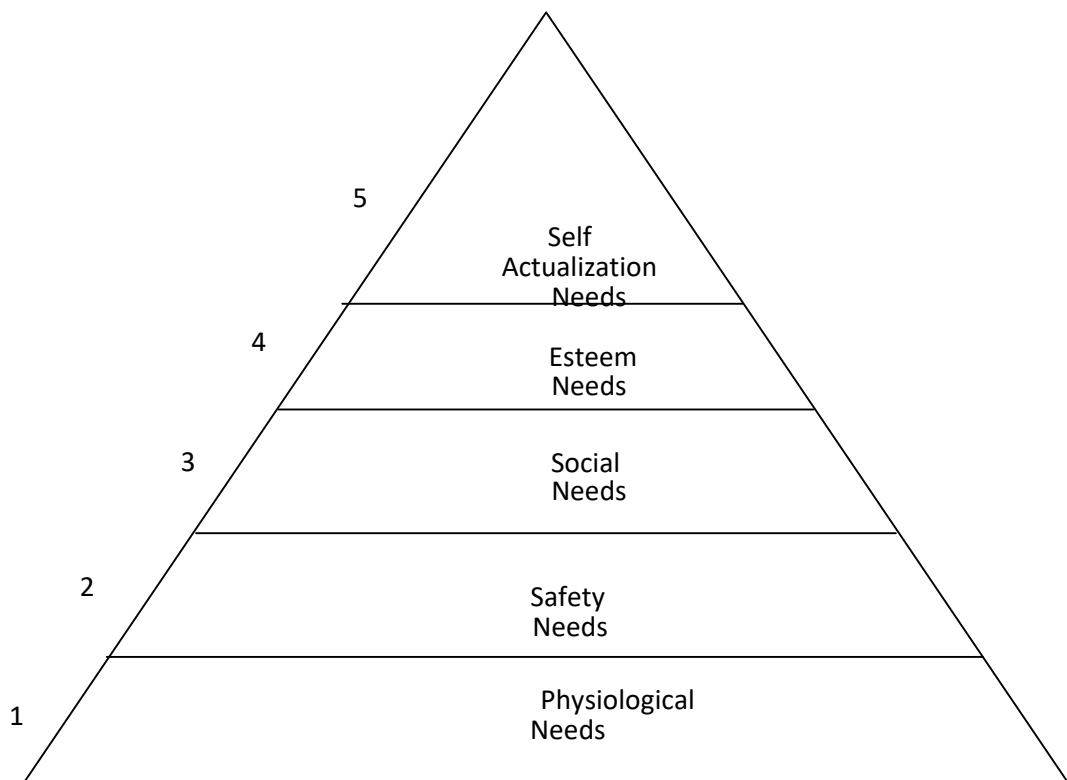 5
Self
Actualization
Needs
4
Esteem
Needs
3
Social
Needs
2
Safety
Needs
1
Physiological
Needs